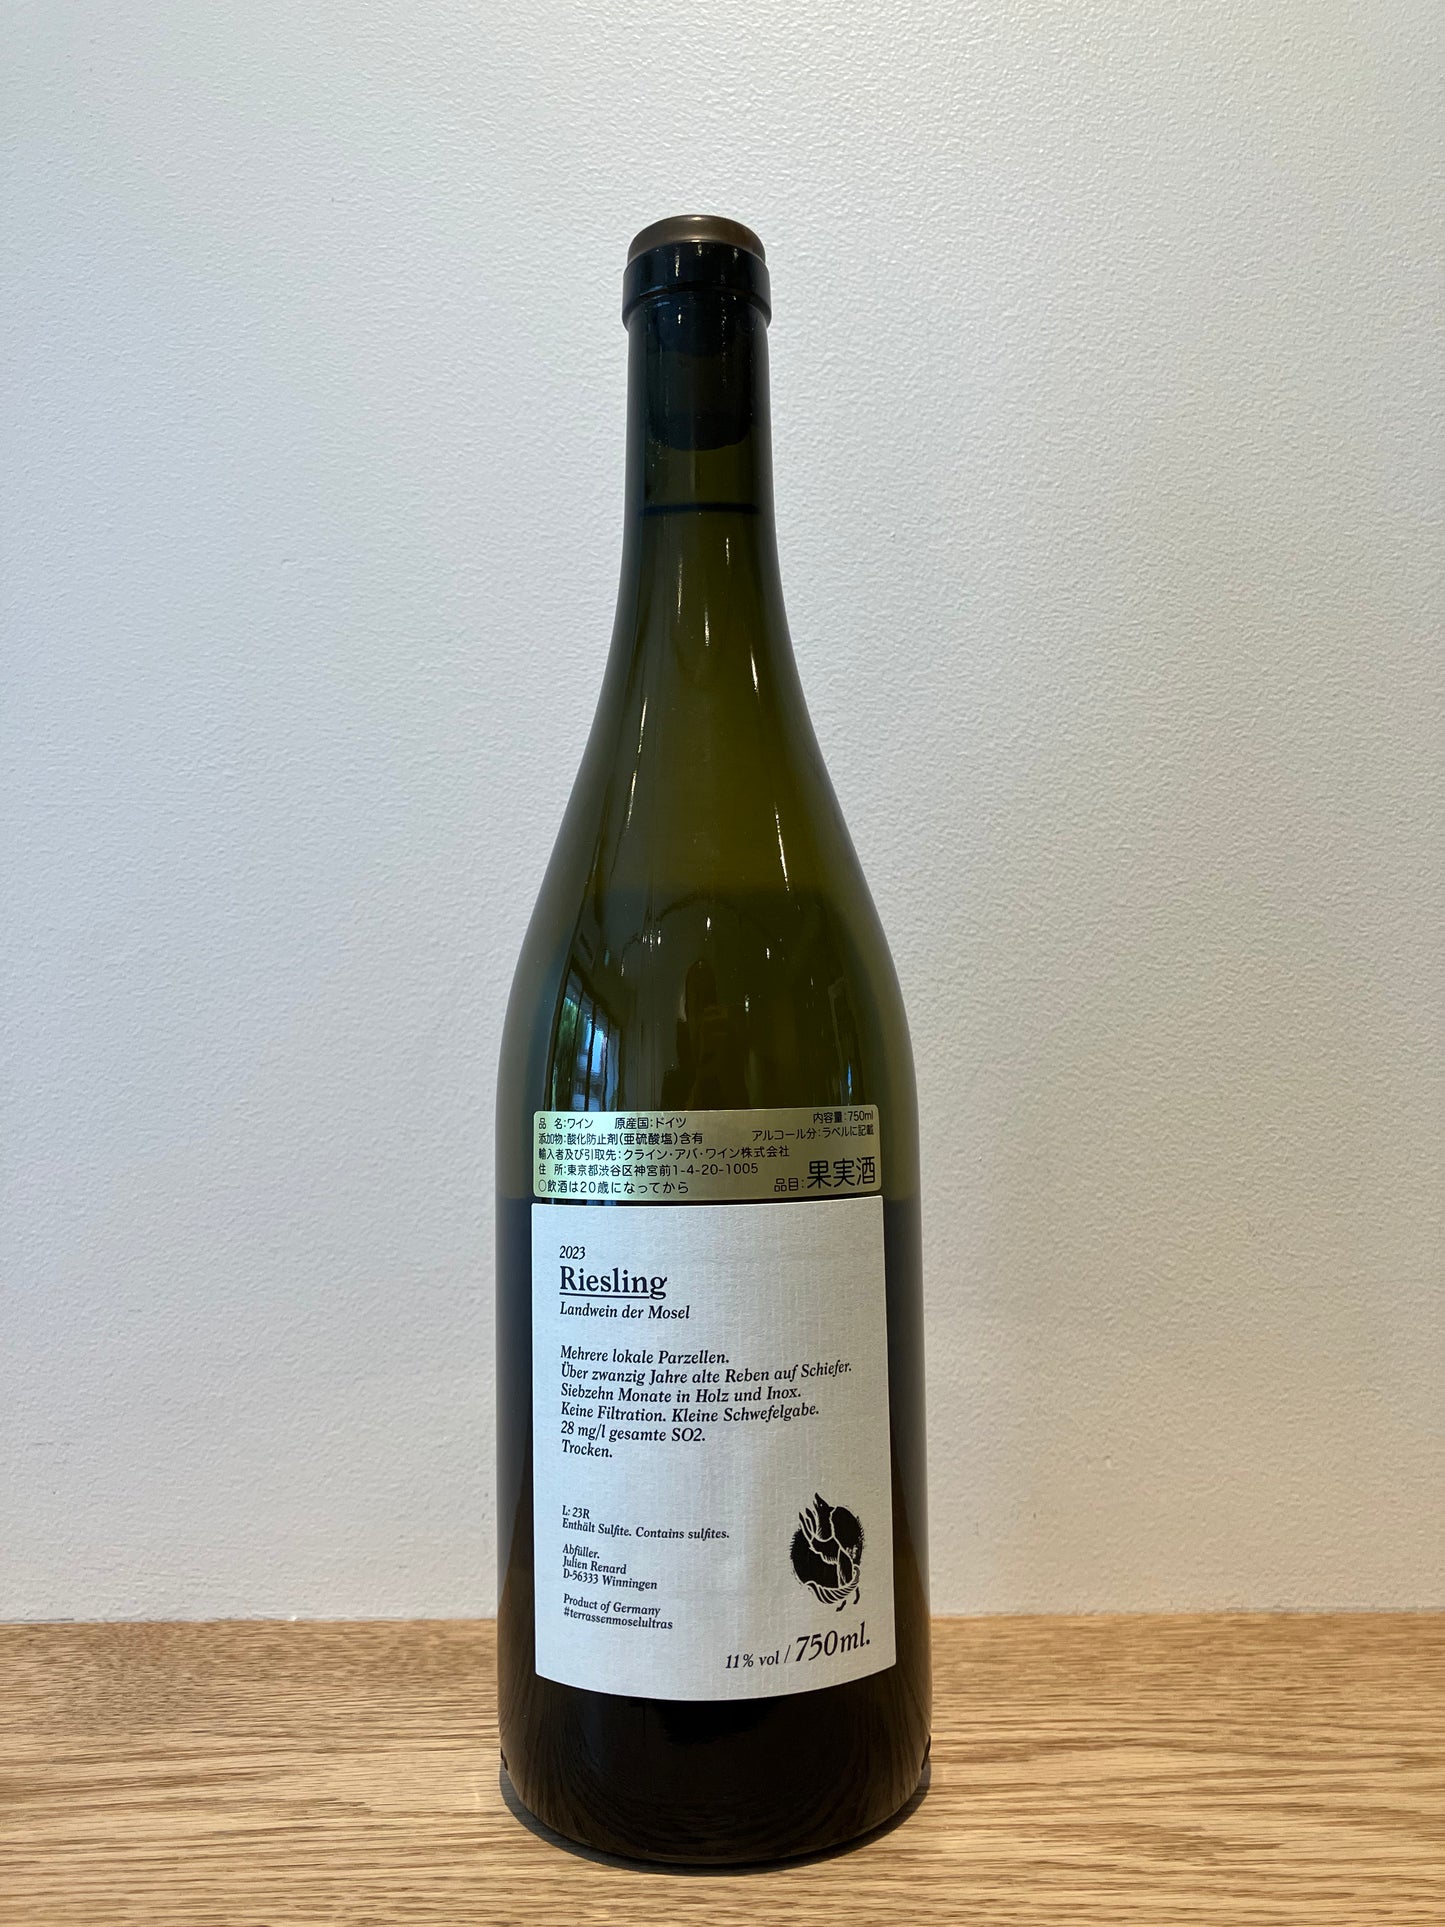 品 名:ワイン 原産国:ドイツ 内容量:750ml
添加物:酸化防止剤(亜硫酸塩)含有 アルコール分:ラベルに記載
輸入者及び引取先:クライン・アバ・ワイン株式会社
住 所:東京都渋谷区神宮前1-4-20-1005
○飲酒は20歳になってから 品目:果実酒
2023
Riesling
Landwein der Mosel
Mehrere lokale Parzellen.
Über zwanzig Jahre alte Reben auf Schiefer.
Siebzehn Monate in Holz und Inox.
Keine Filtration. Kleine Schwefelgabe.
28 mg/l gesamte SO2.
Trocken.
L: 23R
Enthält Sulfite. Contains sulfites.
Abfüller.
Julien Renard
D-56333 Winningen
Product of Germany
#terrassenmoselultras
11% vol / 750ml.